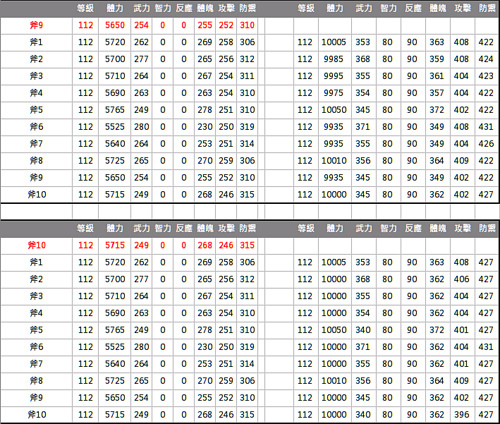 等級 體力 武力 智力 反應 體魄 攻擊 防禦 等級 體力 武力 智力 反應 體魄 攻擊 防禦
斧9 112 5650 254 0 0 255 252 310
斧1 112 5720 262 0 0 269 258 306 112 10005 353 80 90 363 408 422
斧2 112 5700 277 0 0 265 256 312 112 9985 368 80 90 359 408 424
斧3 112 5710 264 0 0 267 254 311 112 9995 355 80 90 361 404 423
斧4 112 5690 263 0 0 263 254 310 112 9975 354 80 90 357 404 422
斧5 112 5765 249 0 0 278 251 310 112 10050 345 80 90 372 402 422
斧6 112 5525 280 0 0 230 250 319 112 9935 371 80 90 349 408 431
斧7 112 5640 264 0 0 253 251 314 112 9935 355 80 90 349 404 426
斧8 112 5725 265 0 0 270 259 306 112 10010 356 80 90 364 409 422
斧9 112 5650 254 0 0 255 252 310 112 9935 345 80 90 349 402 422
斧10 112 5715 249 0 0 268 246 315 112 10000 345 80 90 362 402 427
等級 體力 武力 智力 反應 體魄 攻擊 防禦 等級 體力 武力 智力 反應 體魄 攻擊 防禦
斧10 112 5715 249 0 0 268 246 315
斧1 112 5720 262 0 0 269 258 306 112 10005 353 80 90 363 408 427
斧2 112 5700 277 0 0 265 256 312 112 10000 368 80 90 362 406 427
斧3 112 5710 264 0 0 267 254 311 112 10000 355 80 90 362 404 427
斧4 112 5690 263 0 0 263 254 310 112 10000 354 80 90 362 404 427
斧5 112 5765 249 0 0 278 251 310 112 10050 340 80 90 372 401 427
斧6 112 5525 280 0 0 230 250 319 112 10000 371 80 90 362 404 431
斧7 112 5640 264 0 0 253 251 314 112 10000 355 80 90 362 401 427
斧8 112 5725 265 0 0 270 259 306 112 10010 356 80 90 364 409 427
斧9 112 5650 254 0 0 255 252 310 112 10000 345 80 90 362 402 427
斧10 112 5715 249 0 0 268 246 315 112 10000 340 80 90 362 396 427